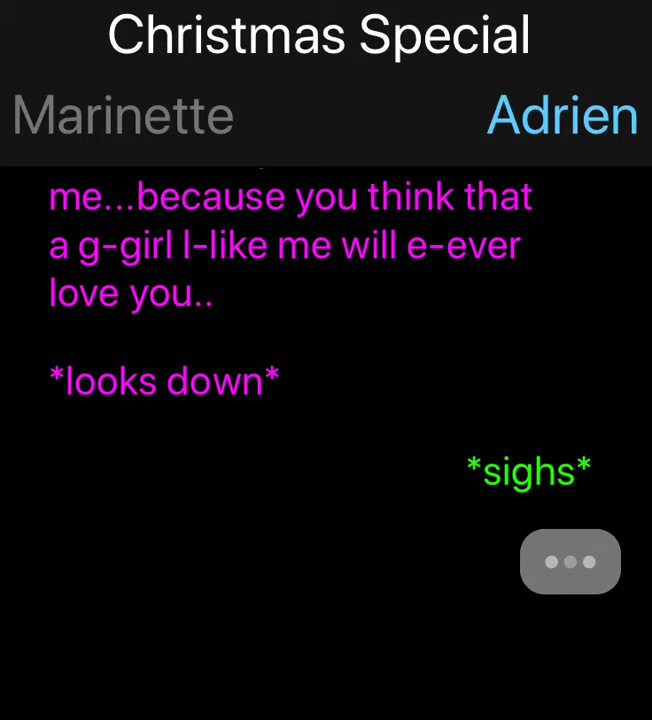 Christmas Special
Marinette Adrien
me...because you think that
a g-girl l-like me will e-ever
love you..
*looks down*
*sighs*